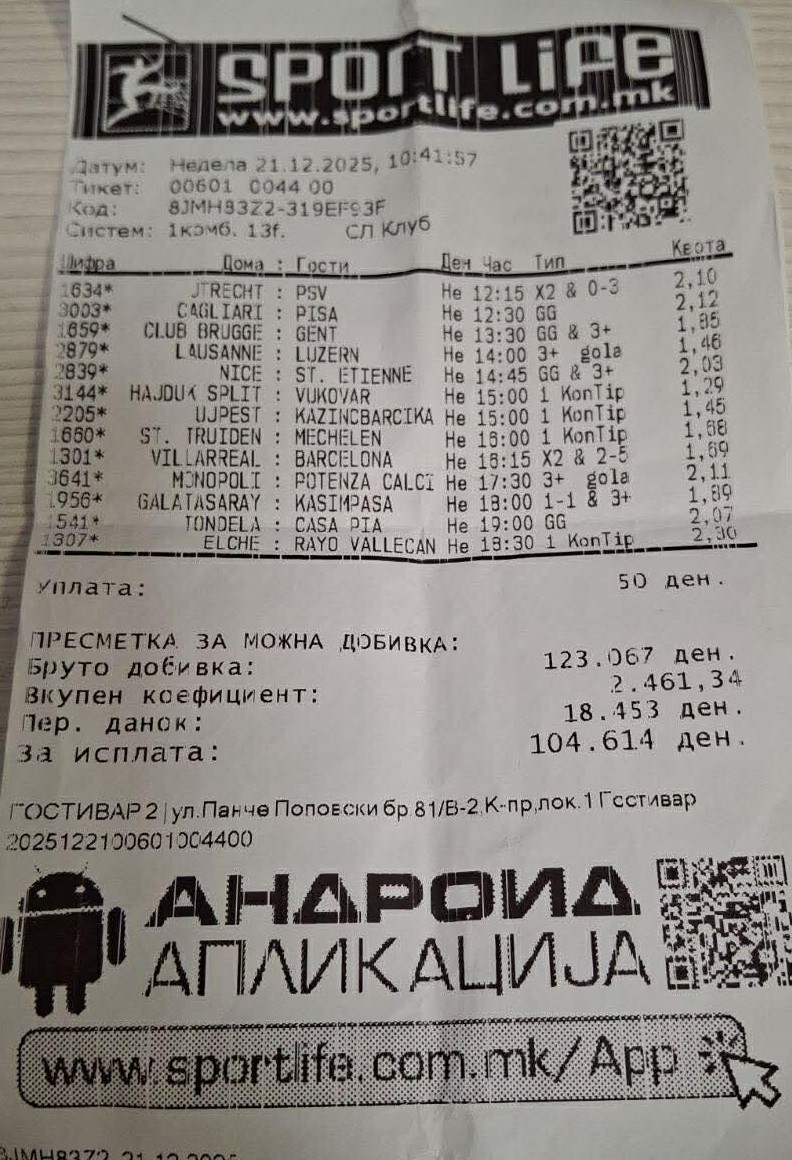 SPORT LiFe
www.sportlife.com.mk
Датум: Недела 21.12.2025, 10:41:57
Тикет: 00601 0044 00
Код: 8JMH83Z2-319EF93F
Систем: 1комб. 13f. СЛ Клуб
Шифра Дома : Гости Ден Час Тип Квота
1634* UTRECHT : PSV Не 12:15 X2 & 0-3 2,10
3003* CAGLIARI : PISA Не 12:30 GG 2,12
1659* CLUB BRUGGE : GENT Не 13:30 GG & 3+ 1,85
2879* LAUSANNE : LUZERN Не 14:00 3+ gola 1,46
2839* NICE : ST. ETIENNE Не 14:45 GG & 3+ 2,03
3144* HAJDUK SPLIT : VUKOVAR Не 15:00 1 KonTip 1,29
2205* UJPEST : KAZINCBARCIKA Не 15:00 1 KonTip 1,45
1660* ST. TRUIDEN : MECHELEN Не 16:00 1 KonTip 1,68
1301* VILLARREAL : BARCELONA Не 16:15 X2 & 2-5 1,69
3641* MONOPOLI : POTENZA CALCI Не 17:30 3+ gola 2,11
1956* GALATASARAY : KASIMPASA Не 18:00 1-1 & 3+ 1,89
1541* TONDELA : CASA PIA Не 19:00 GG 2,07
1307* ELCHE : RAYO VALLECAN Не 18:30 1 KonTip 2,30
Уплата: 50 ден.
ПРЕСМЕТКА ЗА МОЖНА ДОБИВКА:
Бруто добивка: 123.067 ден.
Вкупен коефициент: 2.461,34
Пер. данок: 18.453 ден.
За исплата: 104.614 ден.
ГОСТИВАР 2 | ул.Панче Поповски бр.81/В-2,К-пр,лок.1 Гостивар
2025122100601004400
АНДРОИД
АПЛИКАЦИЈА
www.sportlife.com.mk/App
8JMH83Z2 21.12.2025